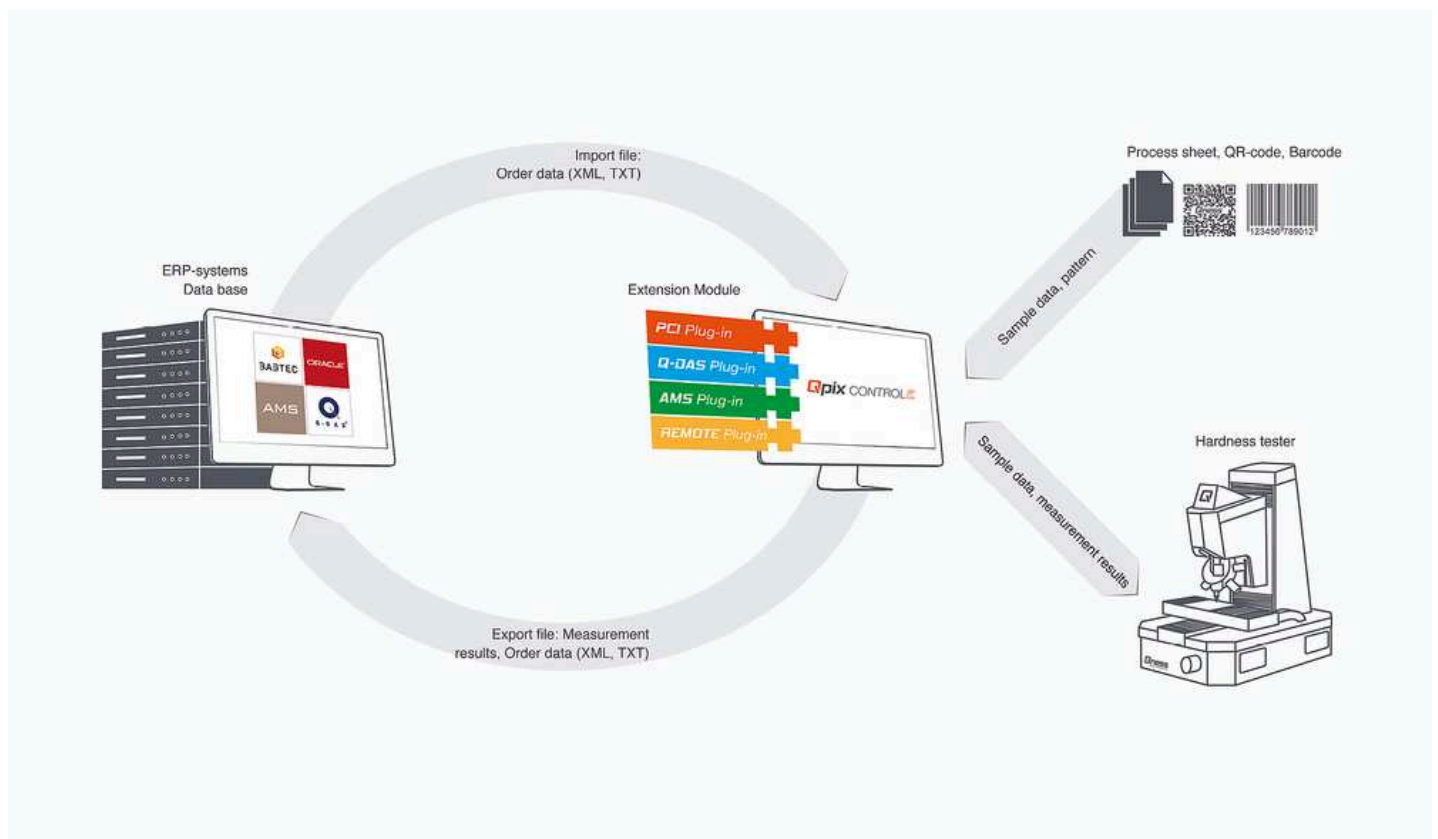 Import file:
Order data (XML, TXT)
Process sheet, QR-code, Barcode
123456 789012
Sample data, pattern
ERP-systems
Data base
BABTEC
ORACLE
AMS
Extension Module
PCI Plug-in
Q-DAS Plug-in
AMS Plug-in
REMOTE Plug-in
Qpix CONTROL
Sample data, measurement results
Hardness tester
Q
Qness
Export file: Measurement
results, Order data (XML, TXT)